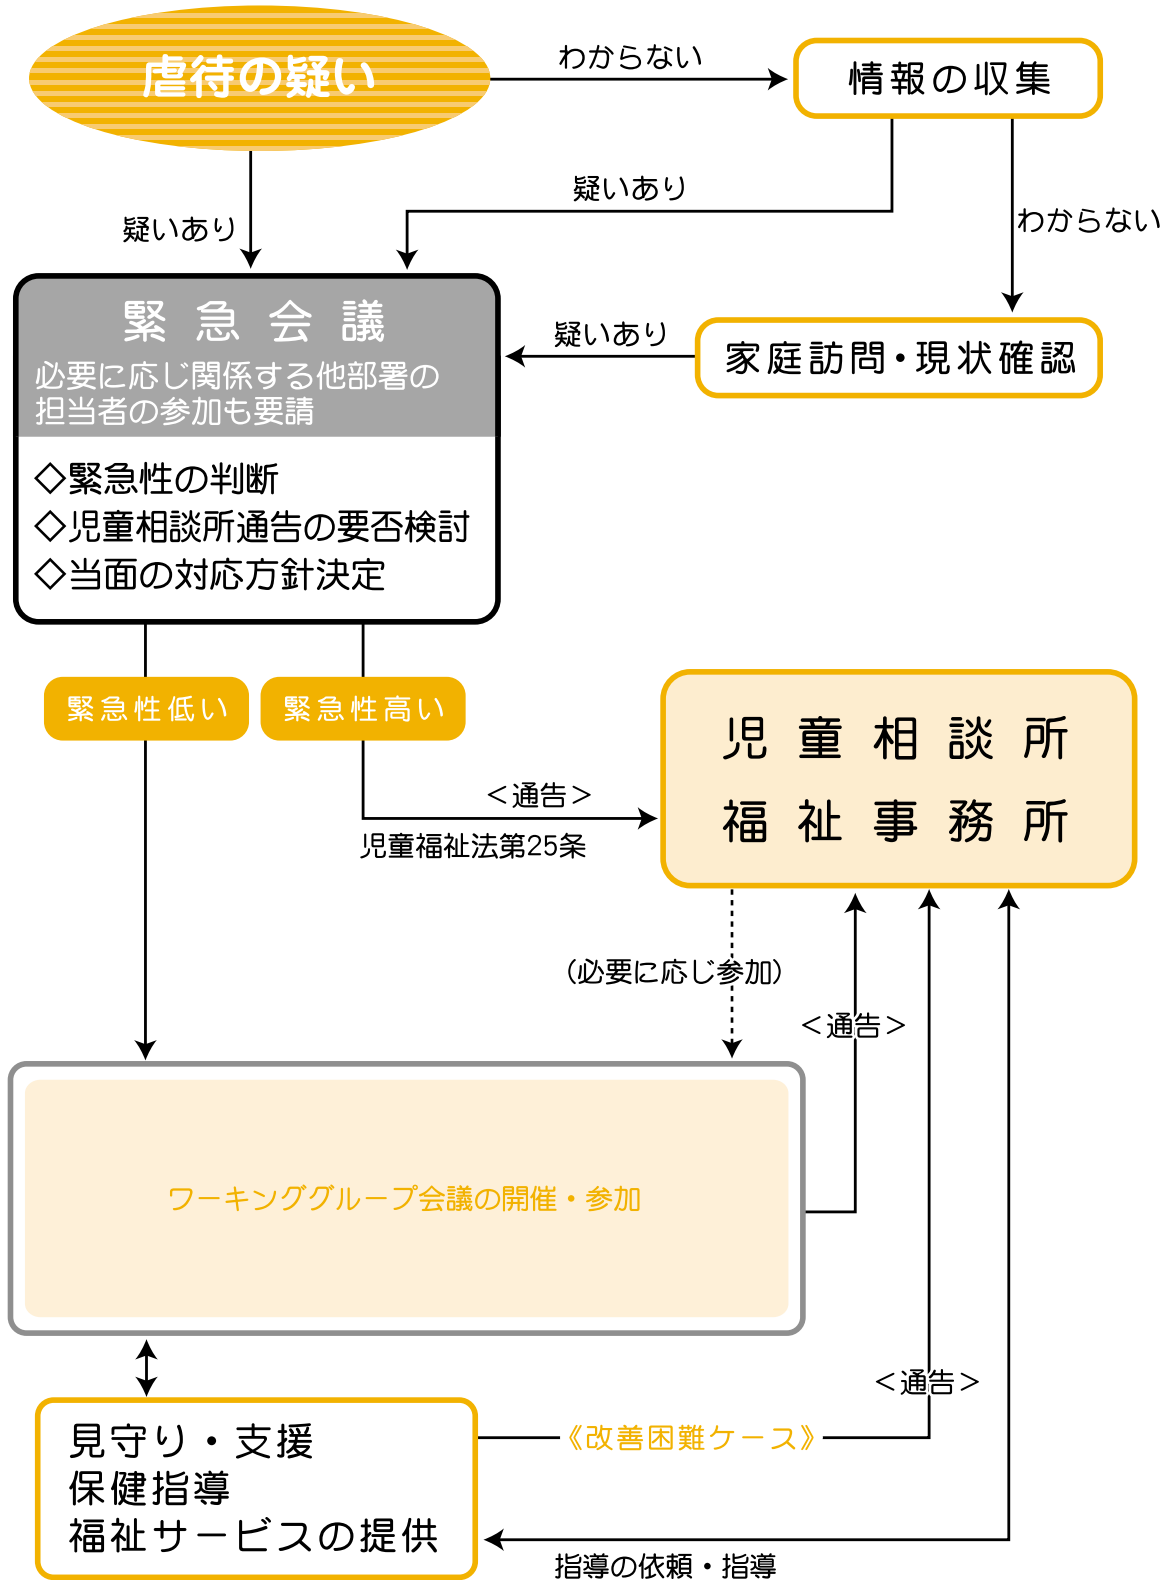 虐待の疑い
わからない
情報の収集
疑いあり
疑いあり
わからない
緊急会議
必要に応じ関係する他部署の
担当者の参加も要請
疑いあり
家庭訪問・現状確認
◇緊急性の判断
◇児童相談所通告の要否検討
◇当面の対応方針決定
緊急性低い
緊急性高い
児童相談所
福祉事務所
＜通告＞
児童福祉法第25条
（必要に応じ参加）
＜通告＞
ワーキンググループ会議の開催・参加
＜通告＞
見守り・支援
保健指導
福祉サービスの提供
《改善困難ケース》
指導の依頼・指導